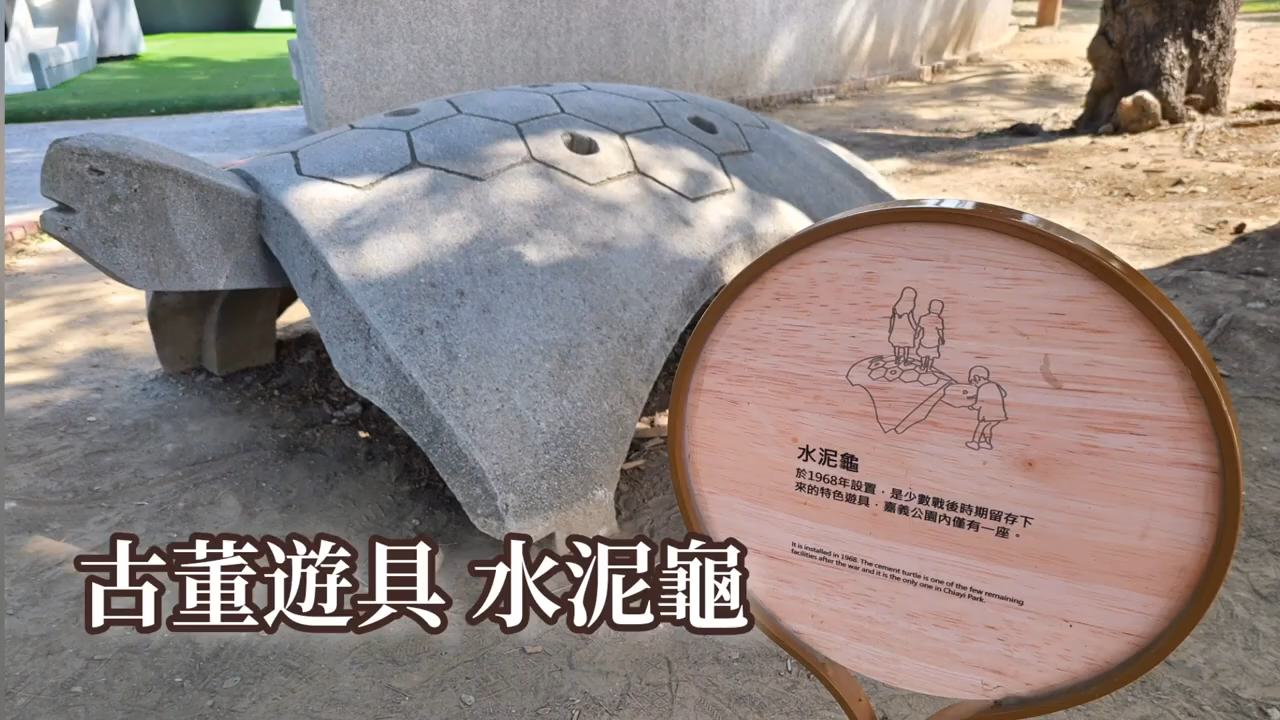 水泥龜
於1968年設置，是少數戰後時期留存下
來的特色遊具，嘉義公園內僅有一座。
It is installed in 1968. The cement turtle is one of the few remaining
facilities after the war and it is the only one in Chiayi Park.
古董遊具 水泥龜